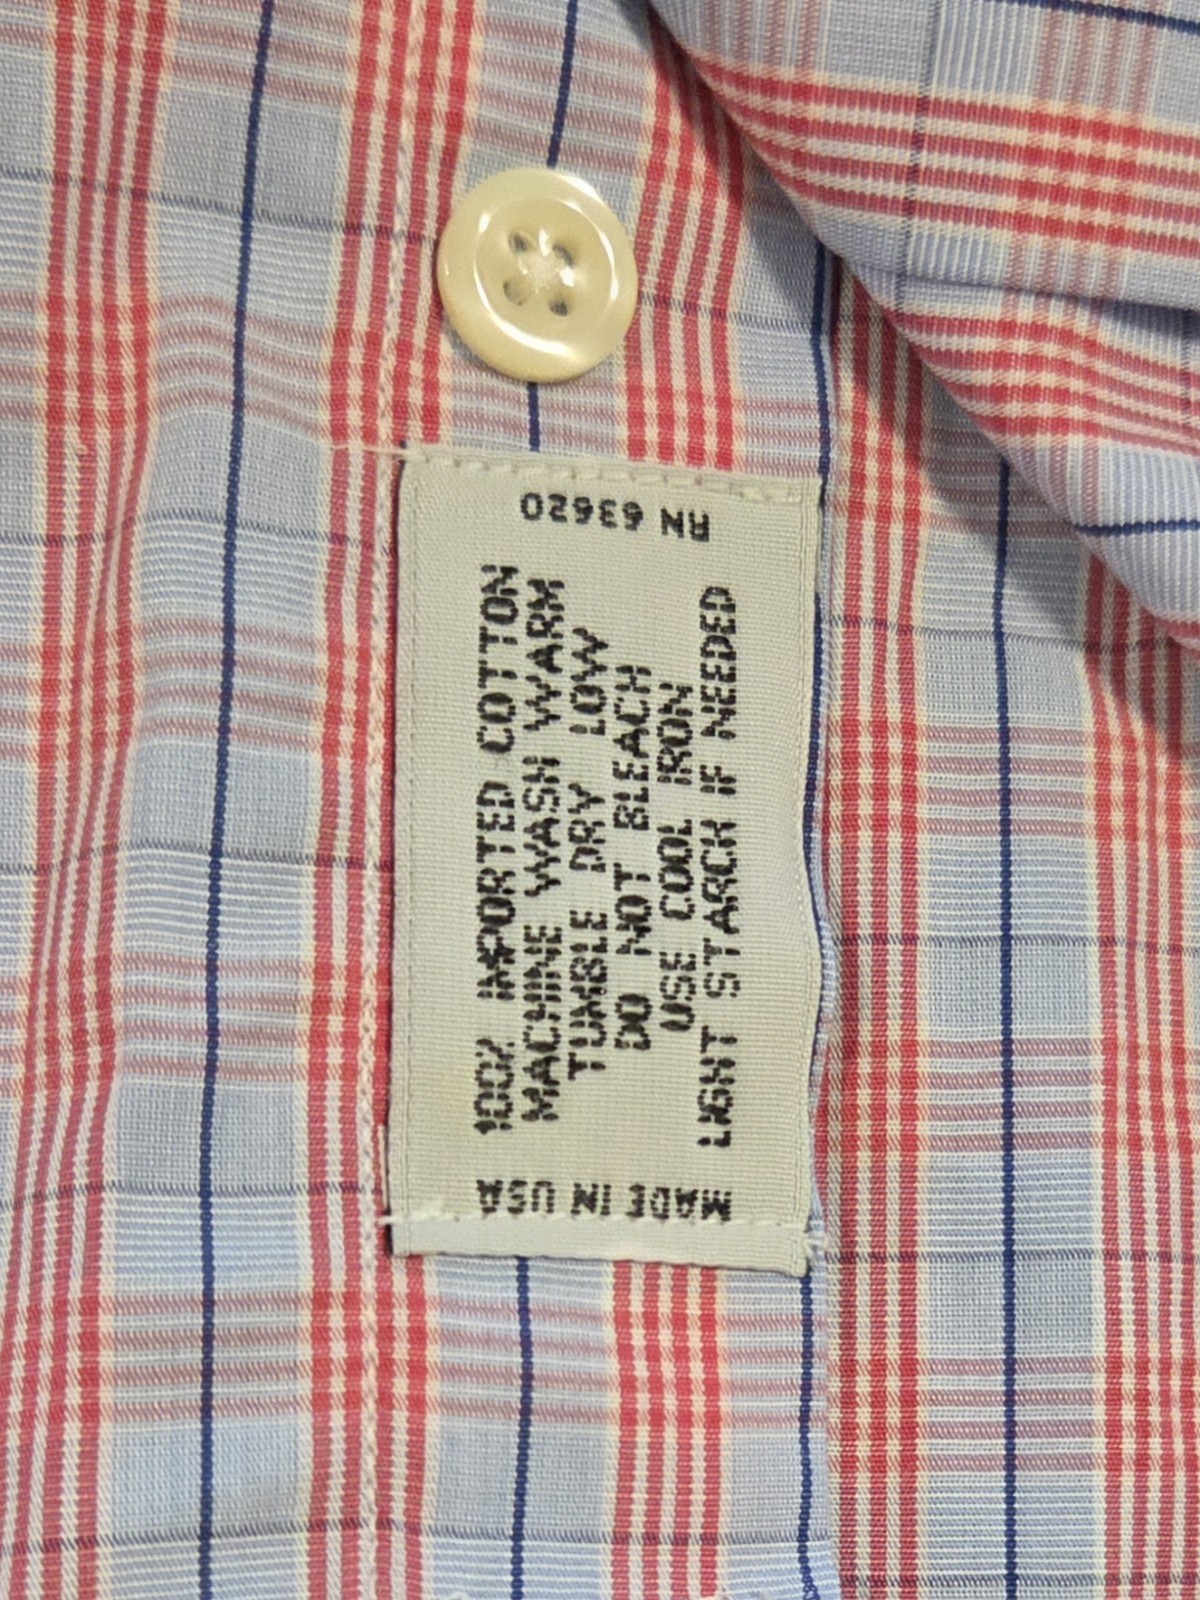 RN 63620
100% IMPORTED COTTON
MACHINE WASH WARM
TUMBLE DRY LOW
DO NOT BLEACH
USE COOL IRON
LIGHT STARCH IF NEEDED
MADE IN USA